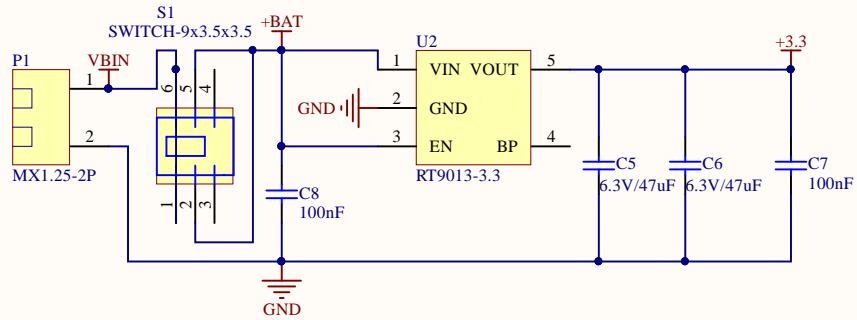 S1
SWITCH-9x3.5x3.5
+BAT
U2
+3.3
P1
VBIN
1
2
MX1.25-2P
6
5
4
1
2
3
1
VIN
VOUT
5
GND
2
GND
3
EN
BP
4
RT9013-3.3
C8
100nF
C5
6.3V/47uF
C6
6.3V/47uF
C7
100nF
GND